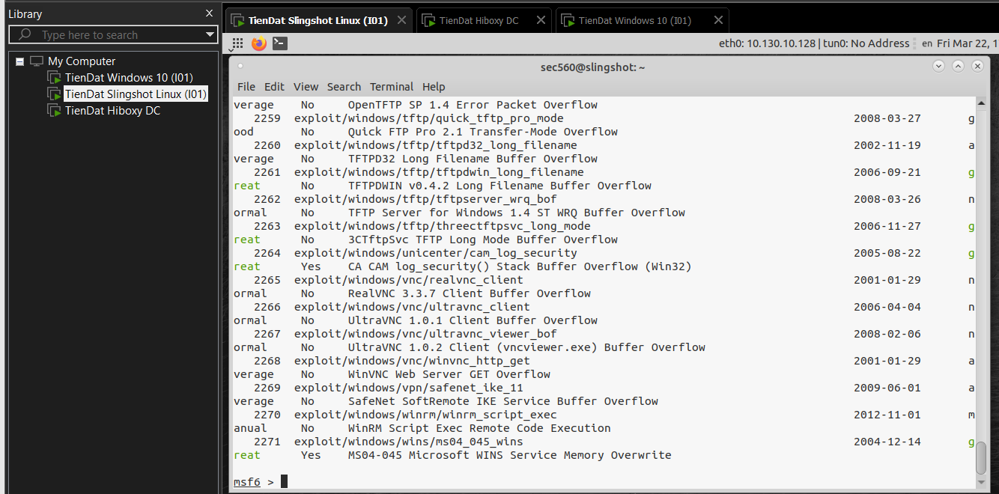 Library X
Type here to search
My Computer
TienDat Windows 10 (I01)
TienDat Slingshot Linux (I01)
TienDat Hiboxy DC
TienDat Slingshot Linux (I01) TienDat Hiboxy DC TienDat Windows 10 (I01)
eth0: 10.130.10.128 | tun0: No Address en Fri Mar 22, 1
sec560@slingshot: ~
File Edit View Search Terminal Help
verage No OpenTFTP SP 1.4 Error Packet Overflow
2259 exploit/windows/tftp/quick_tftp_pro_mode 2008-03-27 g
ood No Quick FTP Pro 2.1 Transfer-Mode Overflow
2260 exploit/windows/tftp/tftpd32_long_filename 2002-11-19 a
verage No TFTPD32 Long Filename Buffer Overflow
2261 exploit/windows/tftp/tftpdwin_long_filename 2006-09-21 g
reat No TFTPDWIN v0.4.2 Long Filename Buffer Overflow
2262 exploit/windows/tftp/tftpserver_wrq_bof 2008-03-26 n
ormal No TFTP Server for Windows 1.4 ST WRQ Buffer Overflow
2263 exploit/windows/tftp/threectftpsvc_long_mode 2006-11-27 g
reat No 3CTftpSvc TFTP Long Mode Buffer Overflow
2264 exploit/windows/unicenter/cam_log_security 2005-08-22 g
reat Yes CA CAM log_security() Stack Buffer Overflow (Win32)
2265 exploit/windows/vnc/realvnc_client 2001-01-29 n
ormal No RealVNC 3.3.7 Client Buffer Overflow
2266 exploit/windows/vnc/ultravnc_client 2006-04-04 n
ormal No UltraVNC 1.0.1 Client Buffer Overflow
2267 exploit/windows/vnc/ultravnc_viewer_bof 2008-02-06 n
ormal No UltraVNC 1.0.2 Client (vncviewer.exe) Buffer Overflow
2268 exploit/windows/vnc/winvnc_http_get 2001-01-29 a
verage No WinVNC Web Server GET Overflow
2269 exploit/windows/vpn/safenet_ike_11 2009-06-01 a
verage No SafeNet SoftRemote IKE Service Buffer Overflow
2270 exploit/windows/winrm/winrm_script_exec 2012-11-01 m
anual No WinRM Script Exec Remote Code Execution
2271 exploit/windows/wins/ms04_045_wins 2004-12-14 g
reat Yes MS04-045 Microsoft WINS Service Memory Overwrite
msf6 >